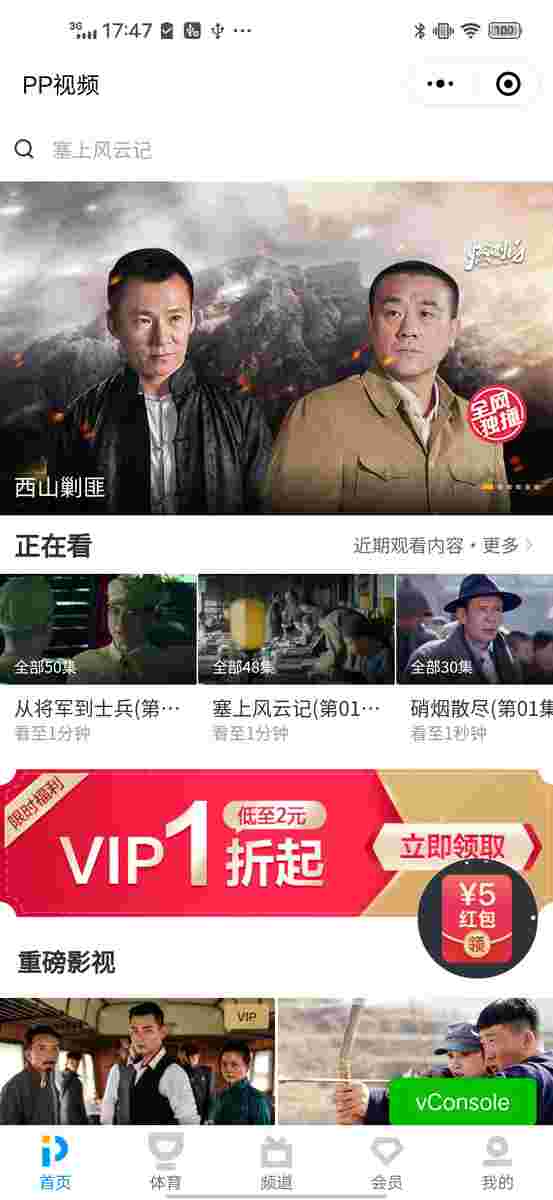 3G 17:47 ··· 100
PP视频
塞上风云记
全网
独播
西山剿匪
正在看
近期观看内容·更多
全部50集
全部48集
全部30集
从将军到士兵(第···
塞上风云记(第01···
硝烟散尽(第01集
看至1分钟
看至1分钟
看至1秒钟
限时福利
VIP1折起
低至2元
立即领取
¥5
红包
领
重磅影视
VIP
vConsole
首页
体育
频道
会员
我的